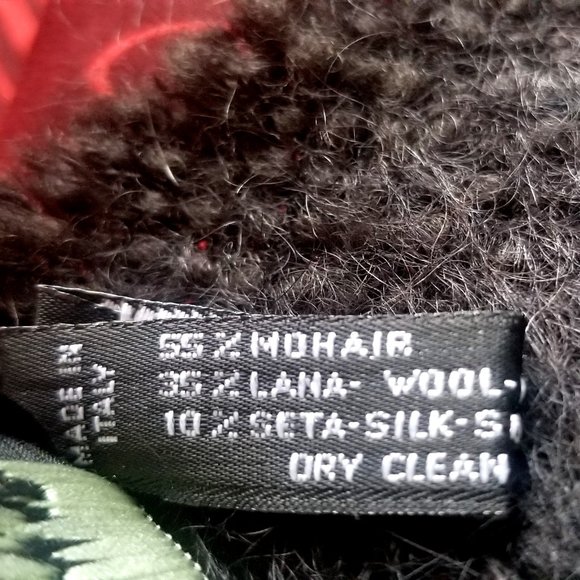 MADE IN
ITALY
55 % MOHAIR
35 % LANA- WOOL-
10 % SETA-SILK-S
DRY CLEAN